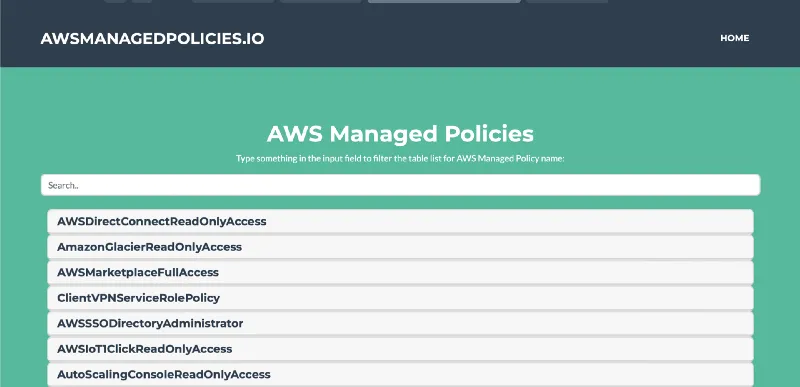 AWSMANAGEDPOLICIES.IO
HOME
AWS Managed Policies
Type something in the input field to filter the table list for AWS Managed Policy name:
Search..
AWSDirectConnectReadOnlyAccess
AmazonGlacierReadOnlyAccess
AWSMarketplaceFullAccess
ClientVPNServiceRolePolicy
AWSSSODirectoryAdministrator
AWSIoT1ClickReadOnlyAccess
AutoScalingConsoleReadOnlyAccess